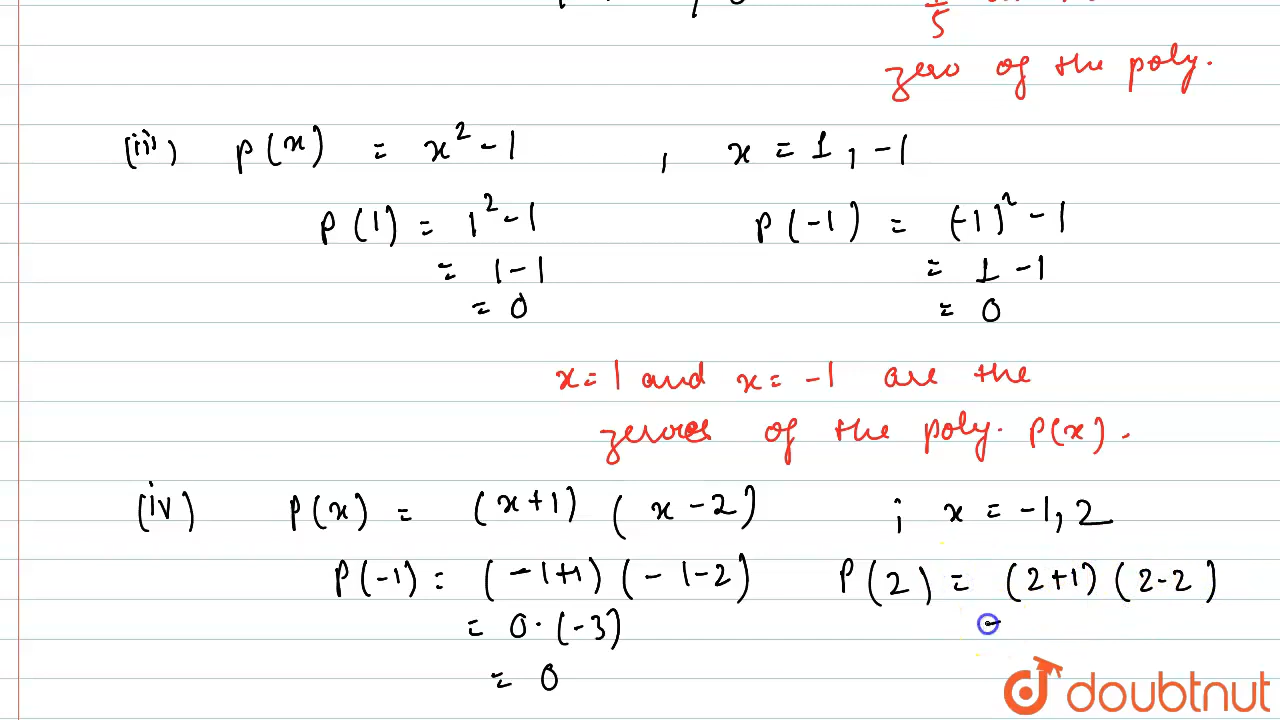 5
zero of the poly.
(iii) p(x) = x² - 1 , x = 1, -1
p(1) = 1² - 1 p(-1) = (-1)² - 1
= 1 - 1 = 1 - 1
= 0 = 0
x = 1 and x = -1 are the
zeroes of the poly. p(x).
(iv) p(x) = (x+1) (x-2) ; x = -1, 2
p(-1) = (-1+1) (-1-2) p(2) = (2+1) (2-2)
= 0·(-3)
= 0
doubtnut